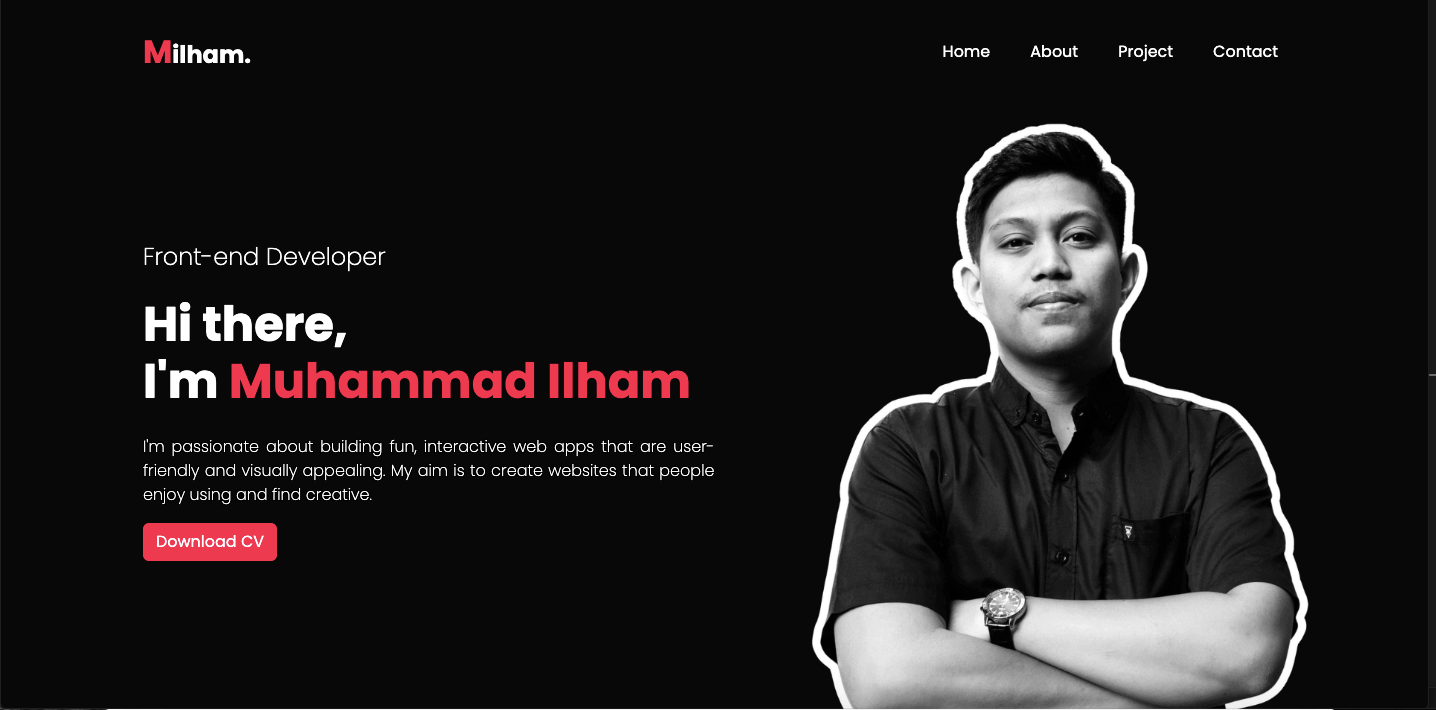 Milham.
Home
About
Project
Contact
Front-end Developer
Hi there,
I'm Muhammad Ilham
I'm passionate about building fun, interactive web apps that are user-
friendly and visually appealing. My aim is to create websites that people
enjoy using and find creative.
Download CV